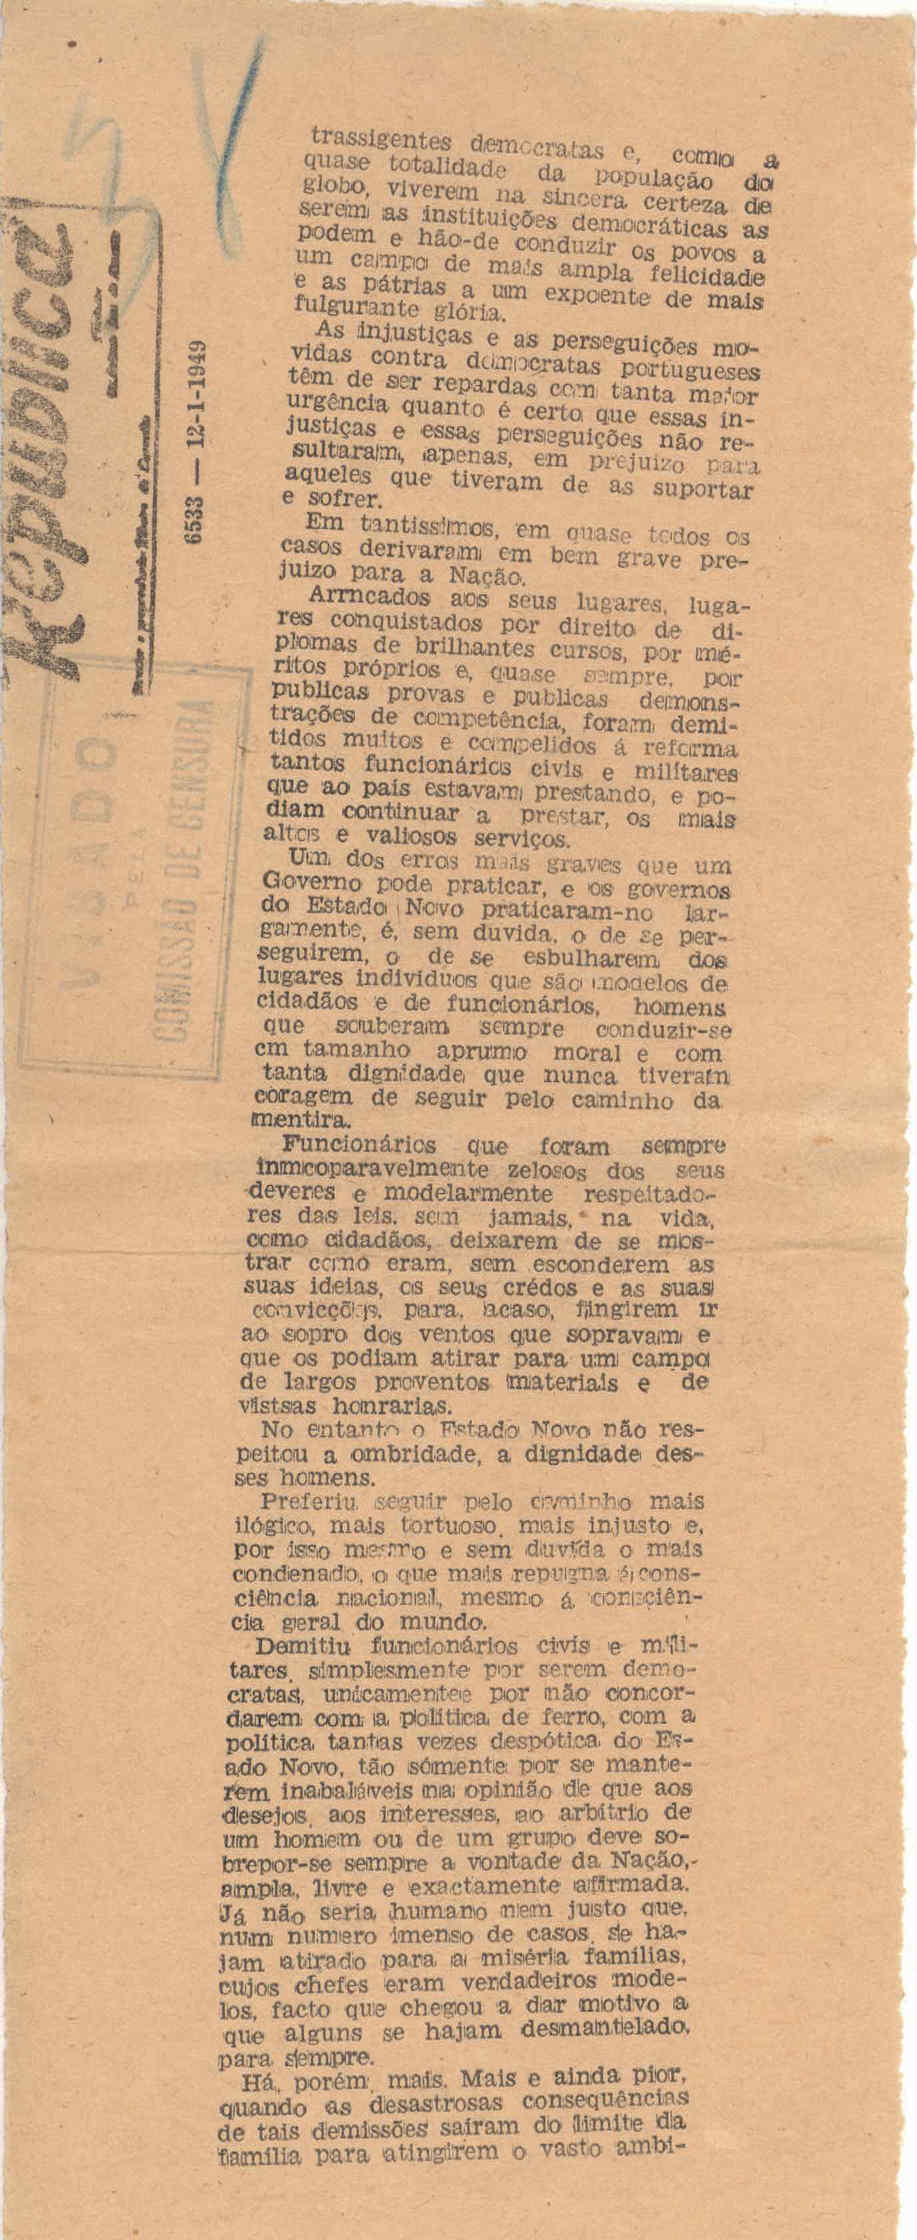 República
6533 — 12-1-1949
VISADO
PELA
COMISSÃO DE CENSURA
trassigentes democratas e, como a
quase totalidade da população do
globo, viverem na sincera certeza de
serem as instituições democráticas as
podem e hão-de conduzir os povos a
um campo de mais ampla felicidade
e as pátrias a um expoente de mais
fulgurante glória.
As injustiças e as perseguições mo-
vidas contra democratas portugueses
têm de ser repardas com tanta maior
urgência quanto é certo que essas in-
justiças e essas perseguições não re-
sultaram, apenas, em prejuizo para
aqueles que tiveram de as suportar
e sofrer.
Em tantissimos, em quase todos os
casos derivaram em bem grave pre-
juizo para a Nação.
Arrncados aos seus lugares, luga-
res conquistados por direito de di-
plomas de brilhantes cursos, por mé-
ritos próprios e, quase sempre, por
publicas provas e publicas demons-
trações de competência, foram demi-
tidos muitos e compelidos á reforma
tantos funcionários civis e militares
que ao país estavam prestando, e po-
diam continuar a prestar, os mais
altos e valiosos serviços.
Um dos erros mais graves que um
Governo pode praticar, e os governos
do Estado Novo praticaram-no lar-
gamente, é, sem duvida, o de se per-
seguirem, o de se esbulharem dos
lugares individuos que são modelos de
cidadãos e de funcionários, homens
que souberam sempre conduzir-se
cm tamanho aprumo moral e com
tanta dignidade que nunca tiveram
coragem de seguir pelo caminho da
mentira.
Funcionários que foram sempre
inmcoparavelmente zelosos dos seus
deveres e modelarmente respeitado-
res das leis, sem jamais, na vida,
como cidadãos, deixarem de se mos-
trar como eram, sem esconderem as
suas ideias, os seus crédos e as suas
convicções, para, acaso, fingirem ir
ao sopro dos ventos que sopravam e
que os podiam atirar para um campo
de largos proventos materiais e de
vistsas honrarias.
No entanto o Estado Novo não res-
peitou a ombridade, a dignidade des-
ses homens.
Preferiu seguir pelo caminho mais
ilógico, mais tortuoso, mais injusto e,
por isso mesmo e sem duvida o mais
condenado, o que mais repugna á cons-
ciência nacional, mesmo á consciên-
cia geral do mundo.
Demitiu funcionários civis e mili-
tares, simplesmente por serem demo-
cratas, unicamentee por não concor-
darem com a politica de ferro, com a
politica tantas vezes despótica do Es-
ado Novo, tão sómente por se mante-
rem inabaláveis na opinião de que aos
desejos, aos interesses, ao arbítrio de
um homem ou de um grupo deve so-
brepor-se sempre a vontade da Nação,
ampla, livre e exactamente afirmada.
Já não seria humano nem justo que,
num numero imenso de casos, se ha-
jam atirado para a miséria familias,
cujos chefes eram verdadeiros mode-
los, facto que chegou a dar motivo a
que alguns se hajam desmantelado,
para sempre.
Há, porém, mais. Mais e ainda pior,
quando as desastrosas consequências
de tais demissões saíram do limite da
familia para atingirem o vasto ambi-